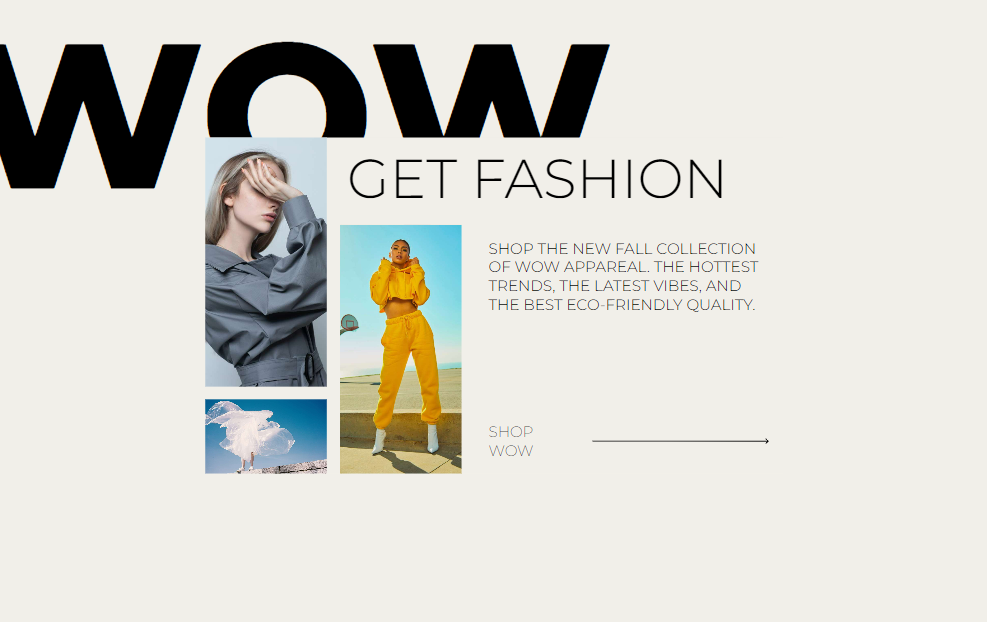 WOW
GET FASHION
SHOP THE NEW FALL COLLECTION
OF WOW APPAREAL. THE HOTTEST
TRENDS, THE LATEST VIBES, AND
THE BEST ECO-FRIENDLY QUALITY.
SHOP
WOW